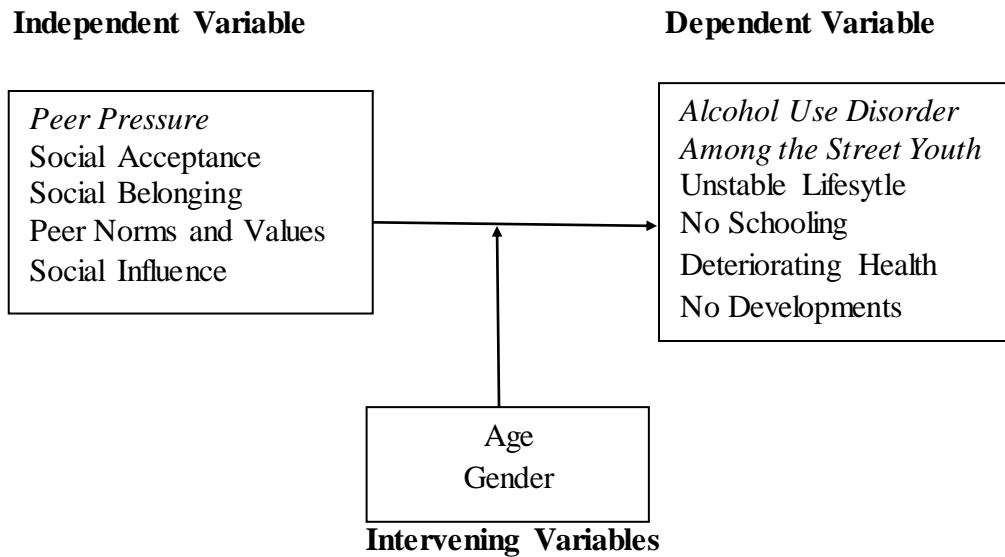 Independent Variable
Dependent Variable
Peer Pressure
Social Acceptance
Social Belonging
Peer Norms and Values
Social Influence
Alcohol Use Disorder
Among the Street Youth
Unstable Lifesytle
No Schooling
Deteriorating Health
No Developments
Age
Gender
Intervening Variables